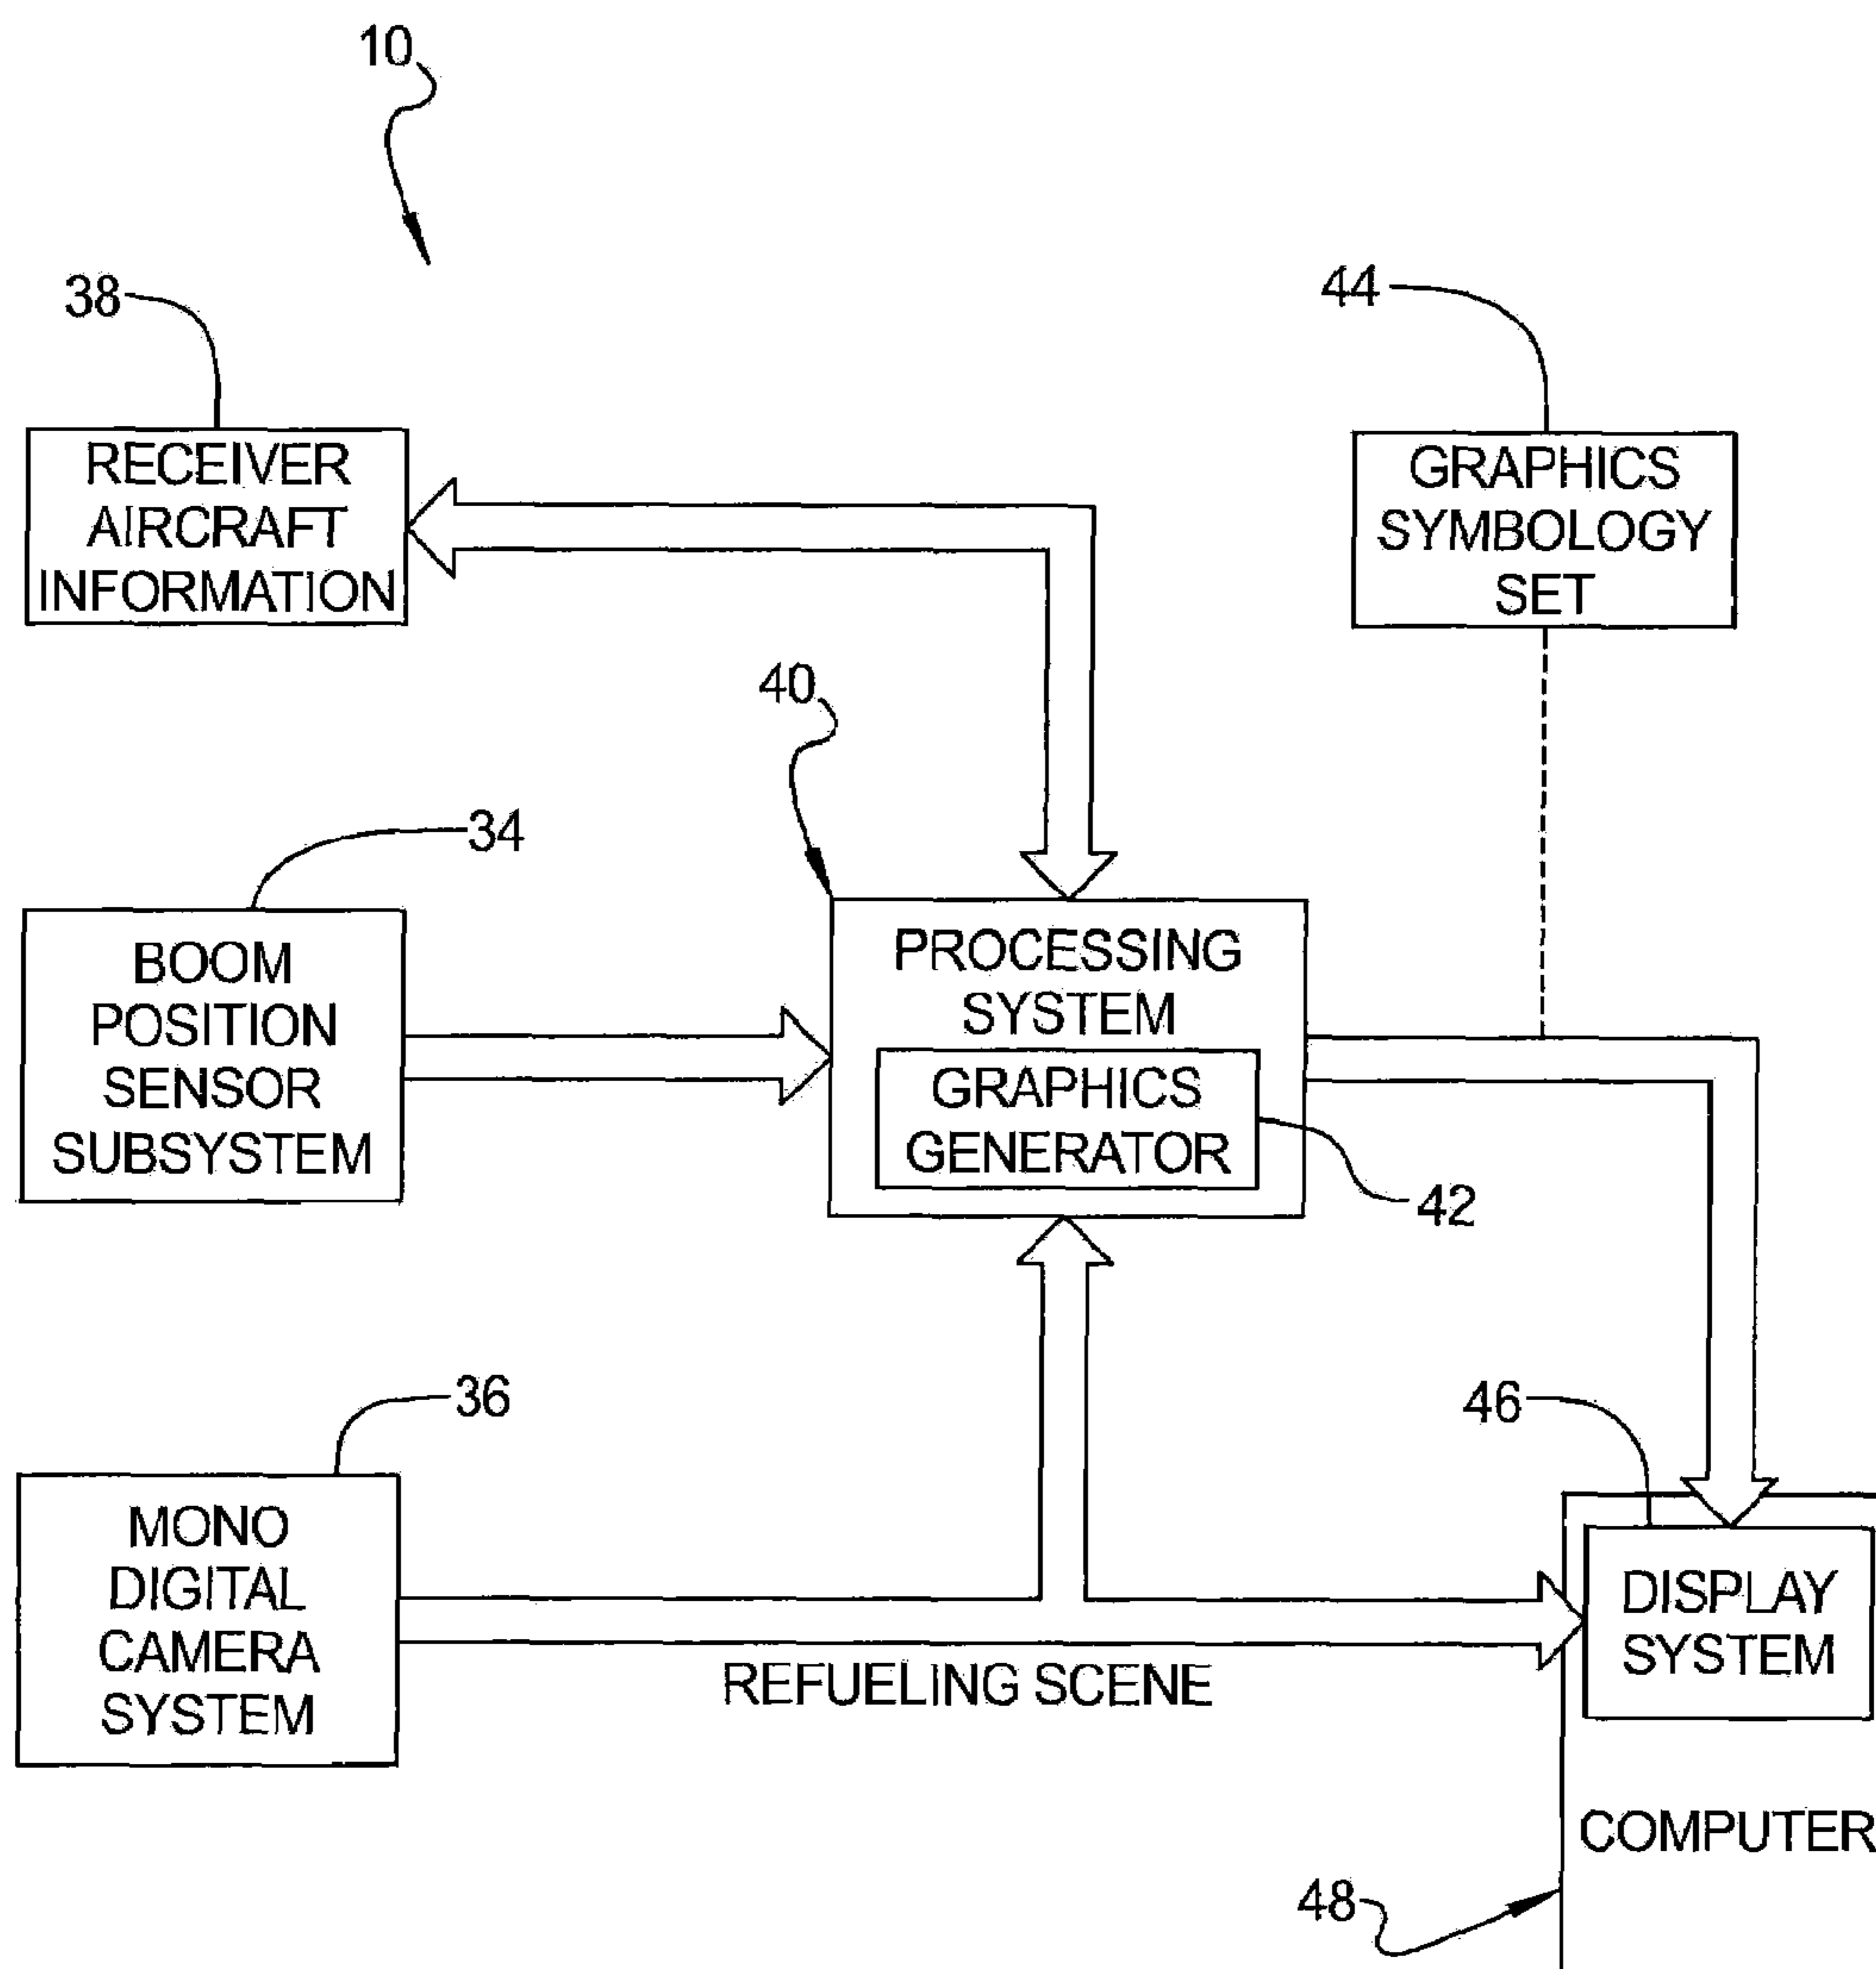 10
38
44
RECEIVER
AIRCRAFT
INFORMATION
GRAPHICS
SYMBOLOGY
SET
40
34
BOOM
POSITION
SENSOR
SUBSYSTEM
PROCESSING
SYSTEM
GRAPHICS
GENERATOR
42
36
46
MONO
DIGITAL
CAMERA
SYSTEM
REFUELING SCENE
DISPLAY
SYSTEM
COMPUTER
48